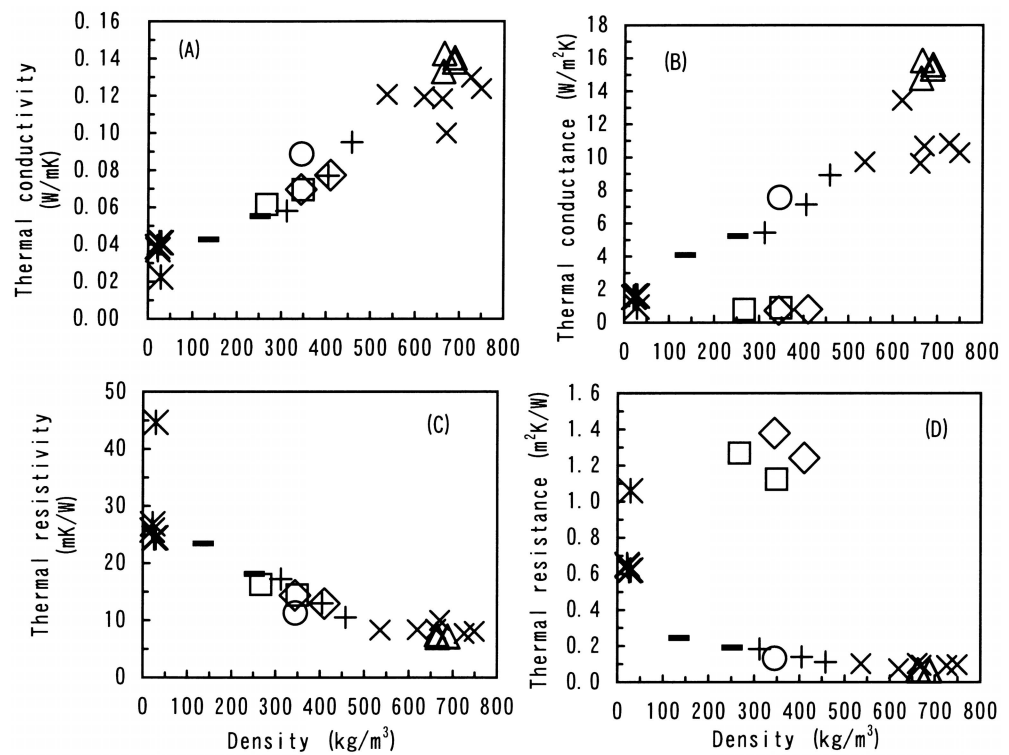 0.16
0.14
0.12
0.10
0.08
0.06
0.04
0.02
0.00
Thermal conductivity
(W/mK)
(A)
0 100 200 300 400 500 600 700 800
18
16
14
12
10
8
6
4
2
0
Thermal conductance (W/m²K)
(B)
0 100 200 300 400 500 600 700 800
50
40
30
20
10
0
Thermal resistivity
(mK/W)
(C)
0 100 200 300 400 500 600 700 800
Density (kg/m³)
1.6
1.4
1.2
1.0
0.8
0.6
0.4
0.2
0.0
Thermal resistance (m²K/W)
(D)
0 100 200 300 400 500 600 700 800
Density (kg/m³)